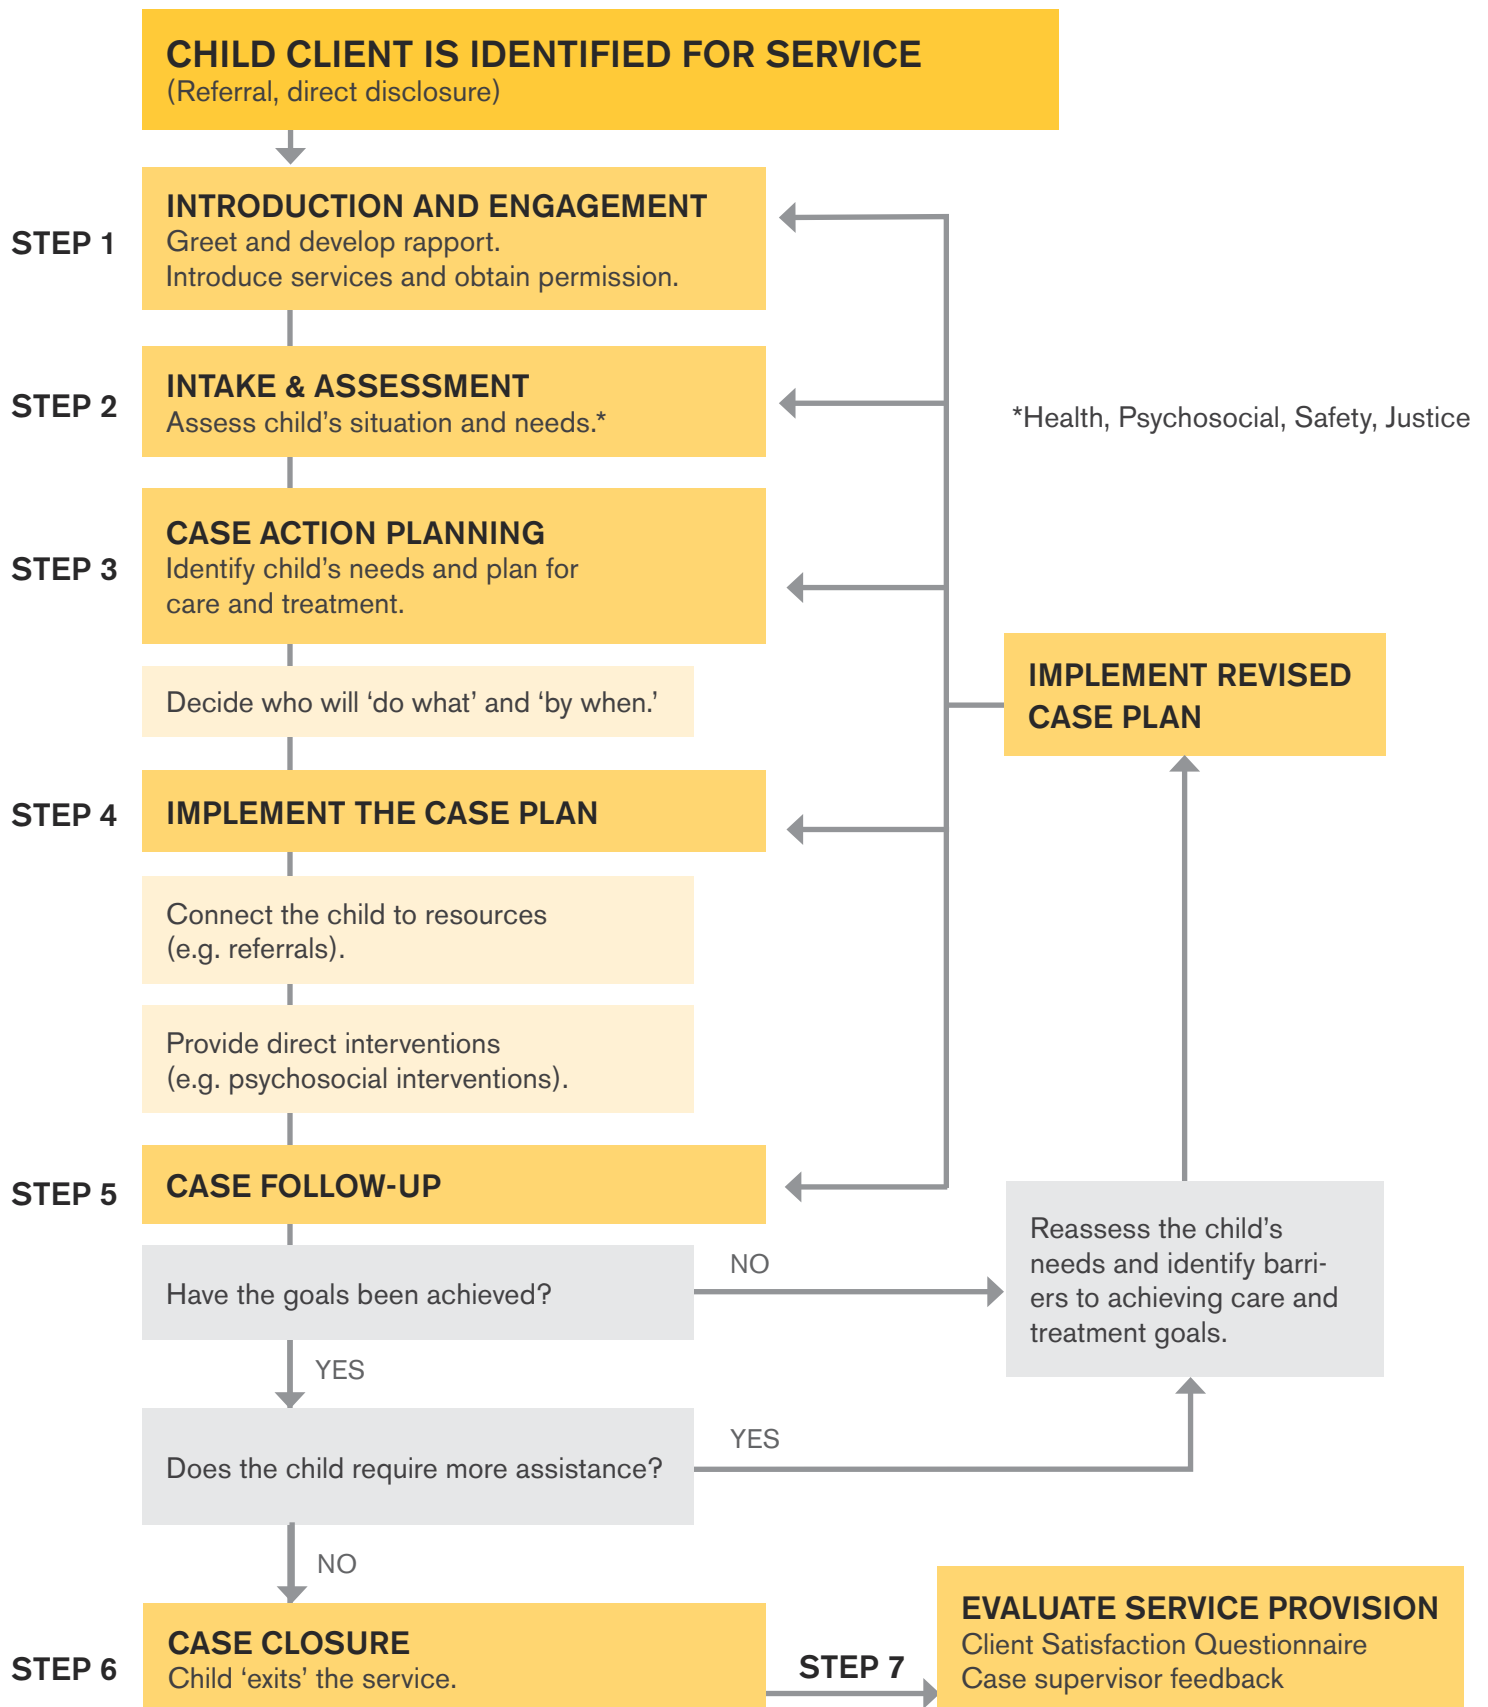 CHILD CLIENT IS IDENTIFIED FOR SERVICE
(Referral, direct disclosure)
STEP 1
INTRODUCTION AND ENGAGEMENT
Greet and develop rapport.
Introduce services and obtain permission.
STEP 2
INTAKE & ASSESSMENT
Assess child’s situation and needs.*
*Health, Psychosocial, Safety, Justice
STEP 3
CASE ACTION PLANNING
Identify child’s needs and plan for
care and treatment.
Decide who will ‘do what’ and ‘by when.’
IMPLEMENT REVISED
CASE PLAN
STEP 4
IMPLEMENT THE CASE PLAN
Connect the child to resources
(e.g. referrals).
Provide direct interventions
(e.g. psychosocial interventions).
STEP 5
CASE FOLLOW-UP
Have the goals been achieved?
NO
Reassess the child’s
needs and identify barri-
ers to achieving care and
treatment goals.
YES
Does the child require more assistance?
YES
NO
STEP 6
CASE CLOSURE
Child ‘exits’ the service.
STEP 7
EVALUATE SERVICE PROVISION
Client Satisfaction Questionnaire
Case supervisor feedback